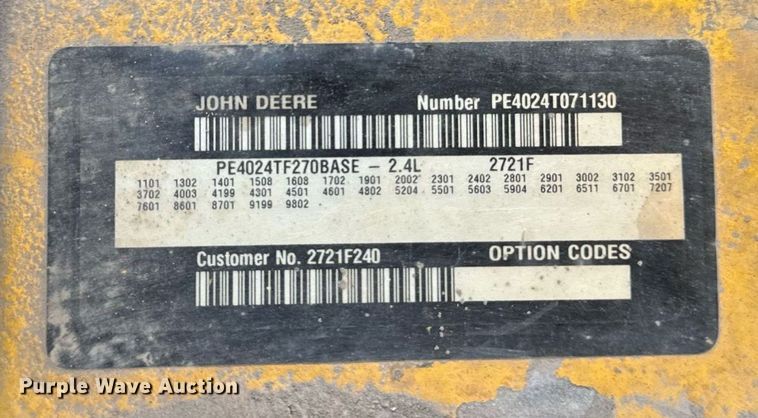 JOHN DEERE Number PE4024T071130
PE4024TF270BASE - 2.4L 2721F
1101 1302 1401 1508 1608 1702 1901 2002 2301 2402 2801 2901 3002 3102 3501
3702 4003 4199 4301 4501 4601 4802 5204 5501 5603 5904 6201 6511 6701 7207
7601 8601 8701 9199 9802
Customer No. 2721F240 OPTION CODES
Purple Wave Auction